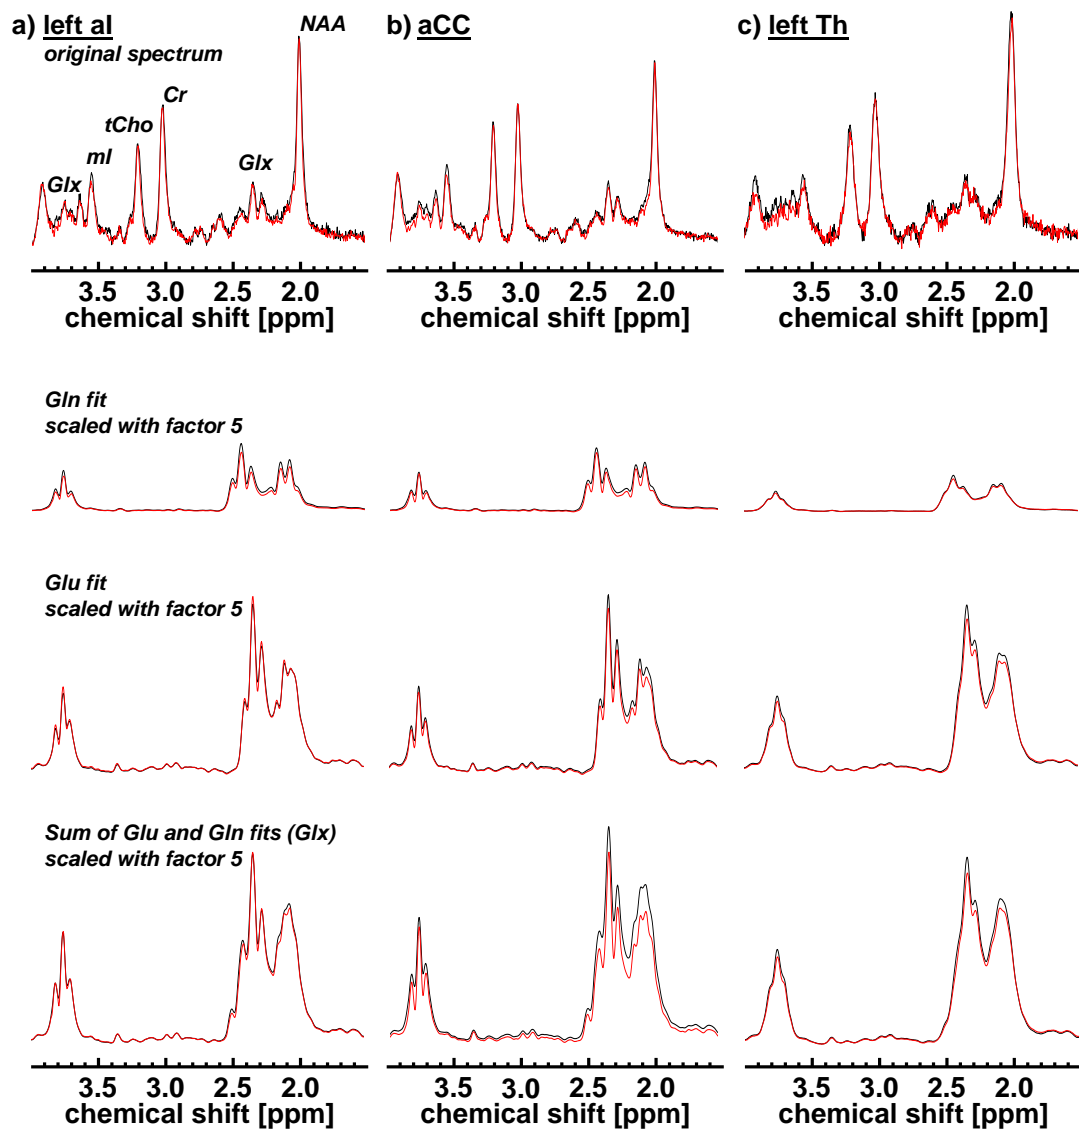 a) left aI
original spectrum
NAA
Cr
tCho
mI
Glx
Glx
b) aCC
c) left Th
3.5 3.0 2.5 2.0
chemical shift [ppm]
3.5 3.0 2.5 2.0
chemical shift [ppm]
3.5 3.0 2.5 2.0
chemical shift [ppm]
Gln fit
scaled with factor 5
Glu fit
scaled with factor 5
Sum of Glu and Gln fits (Glx)
scaled with factor 5
3.5 3.0 2.5 2.0
chemical shift [ppm]
3.5 3.0 2.5 2.0
chemical shift [ppm]
3.5 3.0 2.5 2.0
chemical shift [ppm]